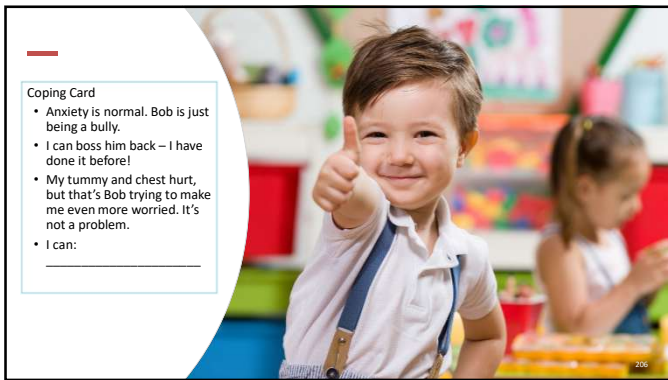 Coping Card
• Anxiety is normal. Bob is just
being a bully.
• I can boss him back – I have
done it before!
• My tummy and chest hurt,
but that's Bob trying to make
me even more worried. It's
not a problem.
• I can:
______________________
206